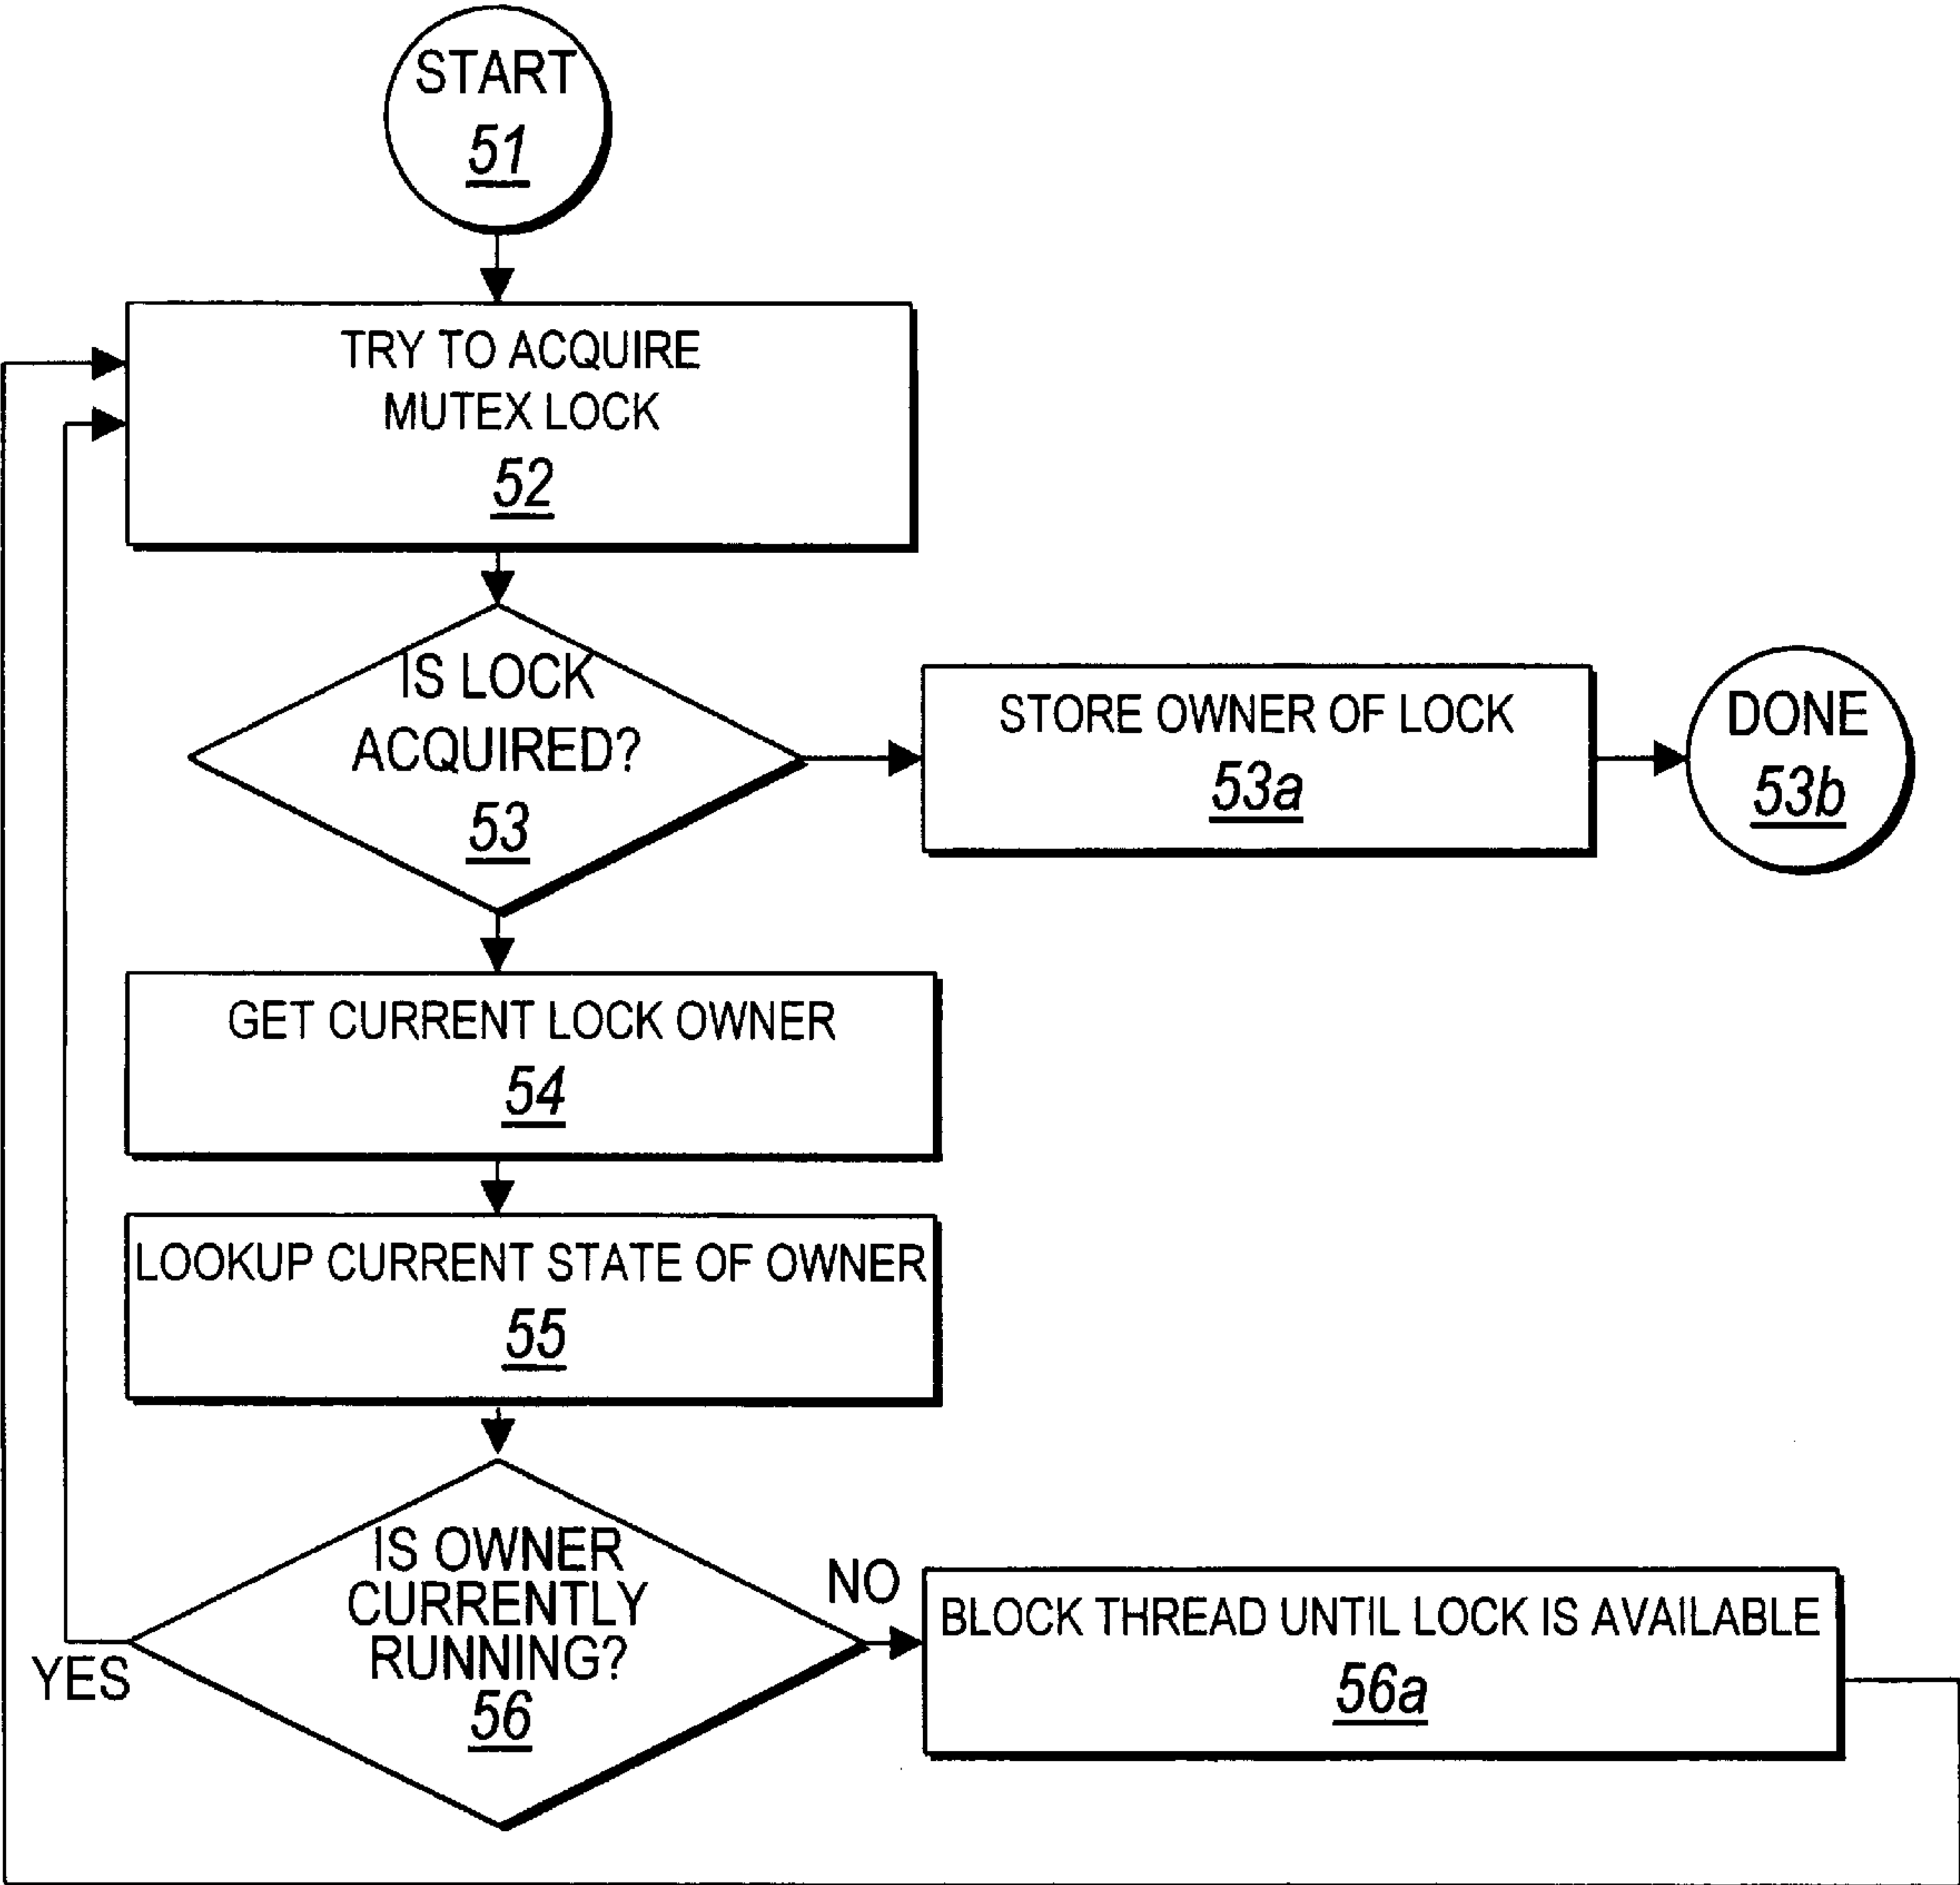 START
51
TRY TO ACQUIRE
MUTEX LOCK
52
IS LOCK
ACQUIRED?
53
STORE OWNER OF LOCK
53a
DONE
53b
GET CURRENT LOCK OWNER
54
LOOKUP CURRENT STATE OF OWNER
55
IS OWNER
CURRENTLY
RUNNING?
56
YES
NO
BLOCK THREAD UNTIL LOCK IS AVAILABLE
56a